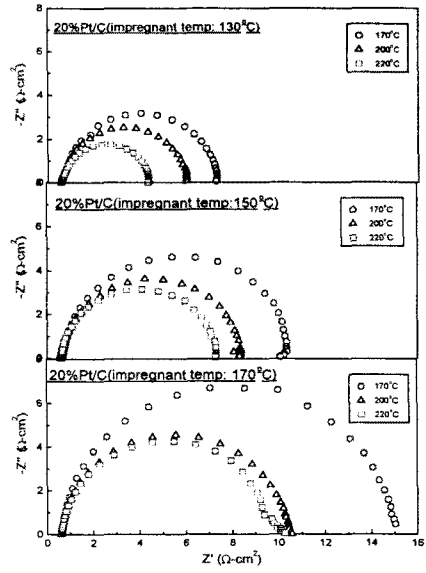 8
6
4
2
0
20%Pt/C(impregnant temp: 130°C)
170°C
200°C
220°C
-Z" (Ω-cm²)
20%Pt/C(impregnant temp:150°C)
8
6
4
2
0
170°C
200°C
220°C
-Z" (Ω-cm²)
20%Pt/C(impregnant temp: 170°C)
6
4
2
0
170°C
200°C
220°C
-Z" (Ω-cm²)
0 2 4 6 8 10 12 14 16
Z' (Ω-cm²)